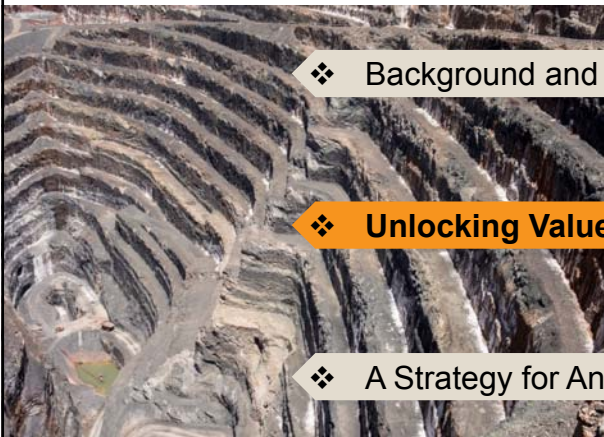 ❖ Background and
❖ Unlocking Value
❖ A Strategy for An